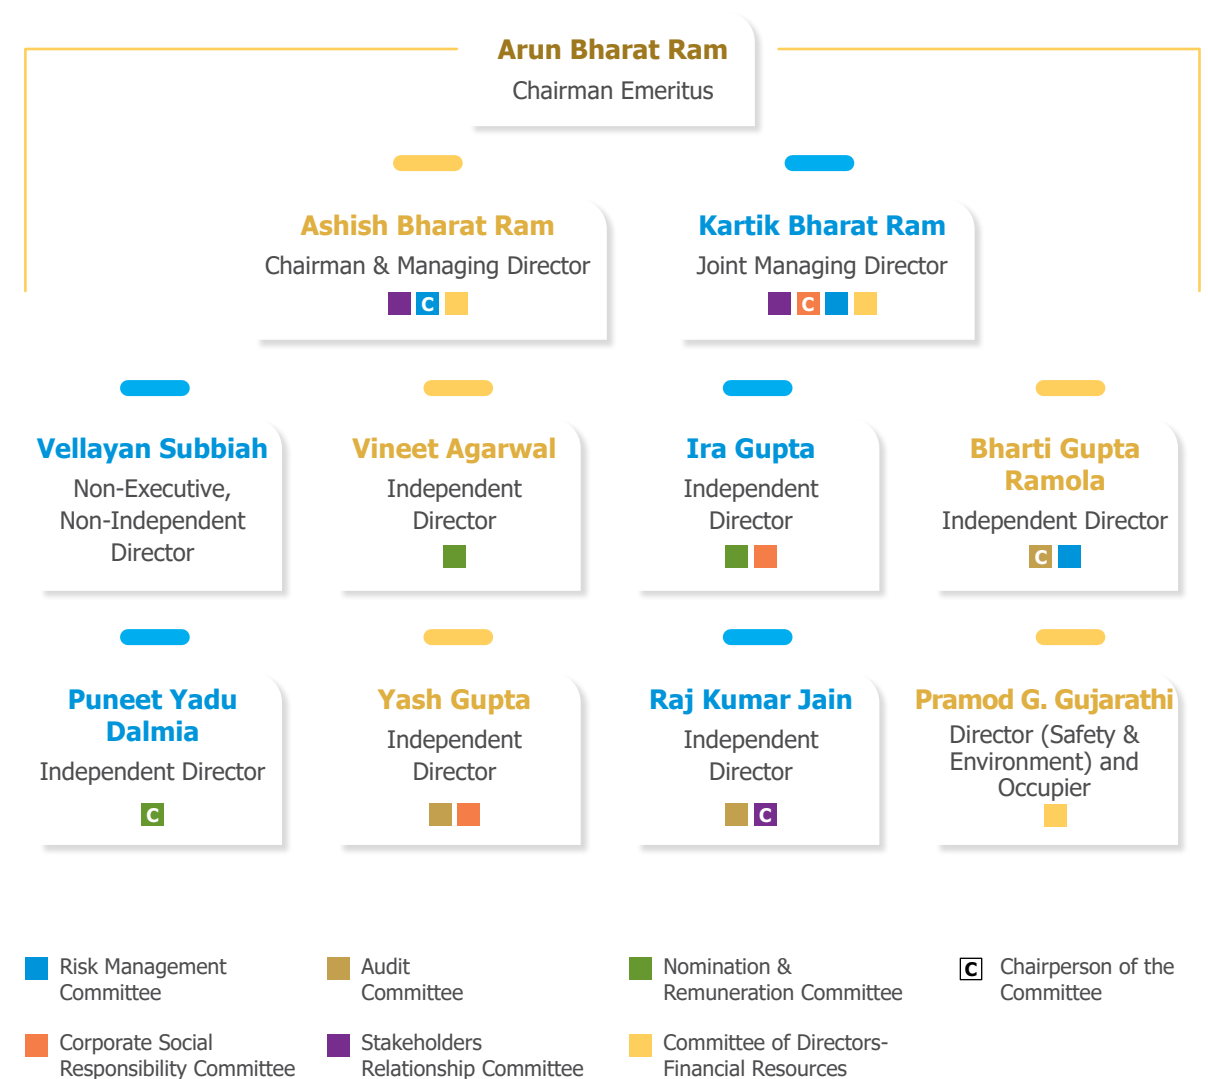 Arun Bharat Ram
Chairman Emeritus
Ashish Bharat Ram
Chairman & Managing Director
C
Kartik Bharat Ram
Joint Managing Director
C
Vellayan Subbiah
Non-Executive,
Non-Independent
Director
Vineet Agarwal
Independent
Director
Ira Gupta
Independent
Director
Bharti Gupta
Ramola
Independent Director
C
Puneet Yadu
Dalmia
Independent Director
C
Yash Gupta
Independent
Director
Raj Kumar Jain
Independent
Director
C
Pramod G. Gujarathi
Director (Safety &
Environment) and
Occupier
Risk Management
Committee
Audit
Committee
Nomination &
Remuneration Committee
C Chairperson of the
Committee
Corporate Social
Responsibility Committee
Stakeholders
Relationship Committee
Committee of Directors-
Financial Resources